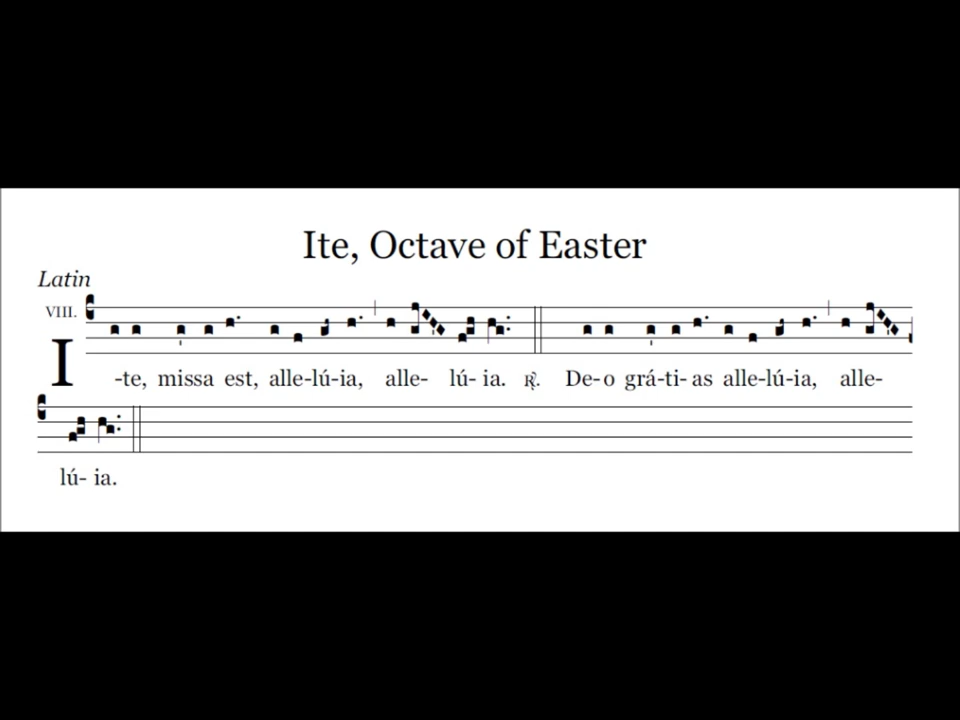 Ite, Octave of Easter
Latin
VIII.
I-te, missa est, alle-lú-ia, alle- lú- ia. ℟. De-o grá-ti-as alle-lú-ia, alle-
lú- ia.